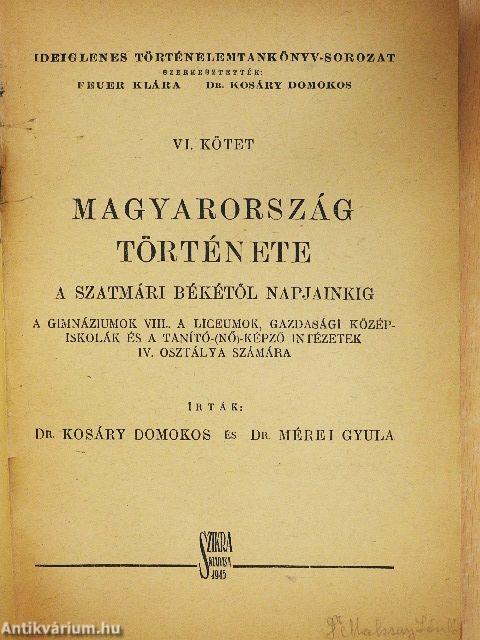 IDEIGLENES TÖRTÉNELEMTANKÖNYV-SOROZAT
SZERKESZTETTÉK:
FEUER KLÁRA DR. KOSÁRY DOMOKOS
VI. KÖTET
MAGYARORSZÁG
TÖRTÉNETE
A SZATMÁRI BÉKÉTŐL NAPJAINKIG
A GIMNÁZIUMOK VIII., A LICEUMOK, GAZDASÁGI KÖZÉP-
ISKOLÁK ÉS A TANÍTÓ-(NŐ)-KÉPZŐ INTÉZETEK
IV. OSZTÁLYA SZÁMÁRA
ÍRTÁK:
DR. KOSÁRY DOMOKOS ÉS DR. MÉREI GYULA
SZIKRA
KIADÁSA
1945
Antikvárium.hu